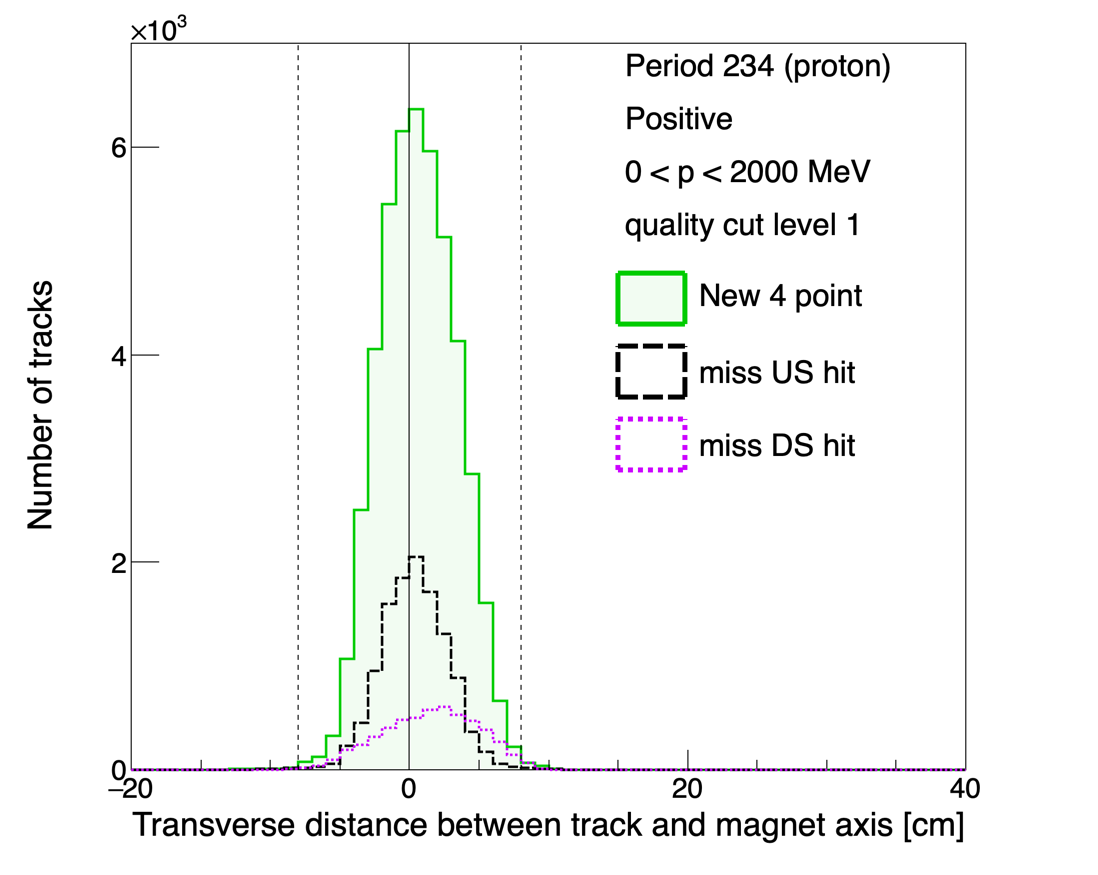 ×10³
Period 234 (proton)
Positive
0 < p < 2000 MeV
quality cut level 1
New 4 point
miss US hit
miss DS hit
Number of tracks
6
4
2
0
−20
0
20
40
Transverse distance between track and magnet axis [cm]